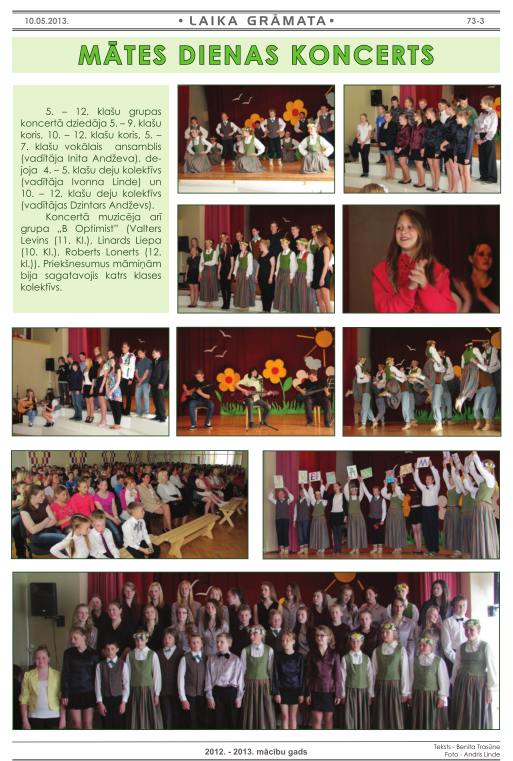 10.05.2013.
• LAIKA GRĀMATA •
73-3
MĀTES DIENAS KONCERTS
5. – 12. klašu grupas
koncertā dziedāja 5. – 9. klašu
koris, 10. – 12. klašu koris, 5. –
7. klašu vokālais ansamblis
(vadītāja Inita Andževa), de-
joja 4. – 5. klašu deju kolektīvs
(vadītāja Ivonna Linde) un
10. – 12. klašu deju kolektīvs
(vadītājas Dzintars Andževs).
Koncertā muzicēja arī
grupa „B Optimist" (Valters
Levins (11. Kl.), Linards Liepa
(10. Kl.), Roberts Lonerts (12.
kl.)). Priekšnesumus māmiņām
bija sagatavojis katrs klases
kolektīvs.
2012. - 2013. mācību gads
Teksts - Benita Trasūne
Foto - Andris Linde